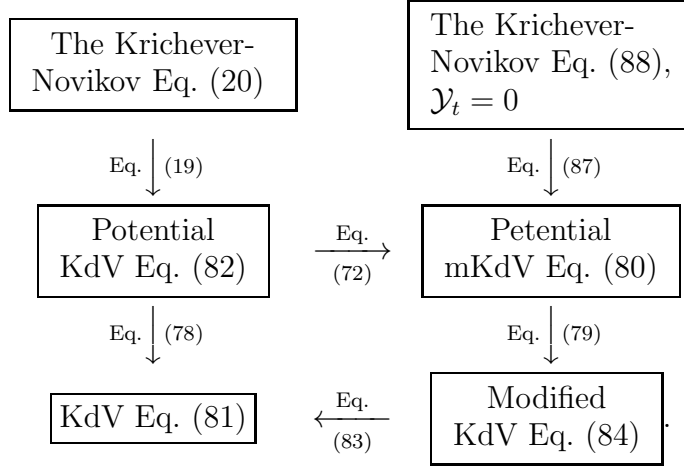 The Krichever-
Novikov Eq. (20)
The Krichever-
Novikov Eq. (88),
𝒴_t = 0
Eq. (19)
Eq. (87)
Potential
KdV Eq. (82)
Eq.
(72)
Petential
mKdV Eq. (80)
Eq. (78)
Eq. (79)
KdV Eq. (81)
Eq.
(83)
Modified
KdV Eq. (84)
.